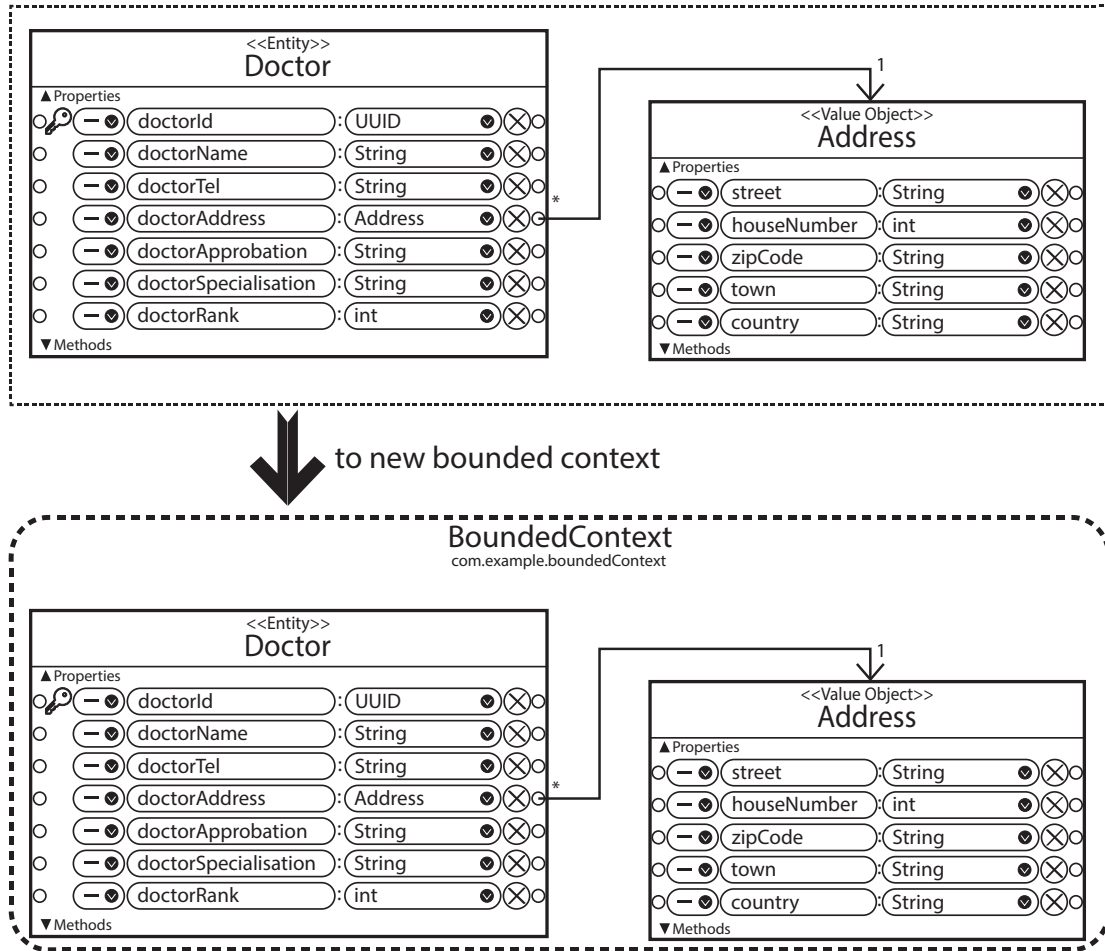 <<Entity>>
Doctor
▲ Properties
doctorId : UUID
doctorName : String
doctorTel : String
doctorAddress : Address
doctorApprobation : String
doctorSpecialisation : String
doctorRank : int
▼ Methods
*
1
<<Value Object>>
Address
▲ Properties
street : String
houseNumber : int
zipCode : String
town : String
country : String
▼ Methods
to new bounded context
BoundedContext
com.example.boundedContext
<<Entity>>
Doctor
▲ Properties
doctorId : UUID
doctorName : String
doctorTel : String
doctorAddress : Address
doctorApprobation : String
doctorSpecialisation : String
doctorRank : int
▼ Methods
*
1
<<Value Object>>
Address
▲ Properties
street : String
houseNumber : int
zipCode : String
town : String
country : String
▼ Methods